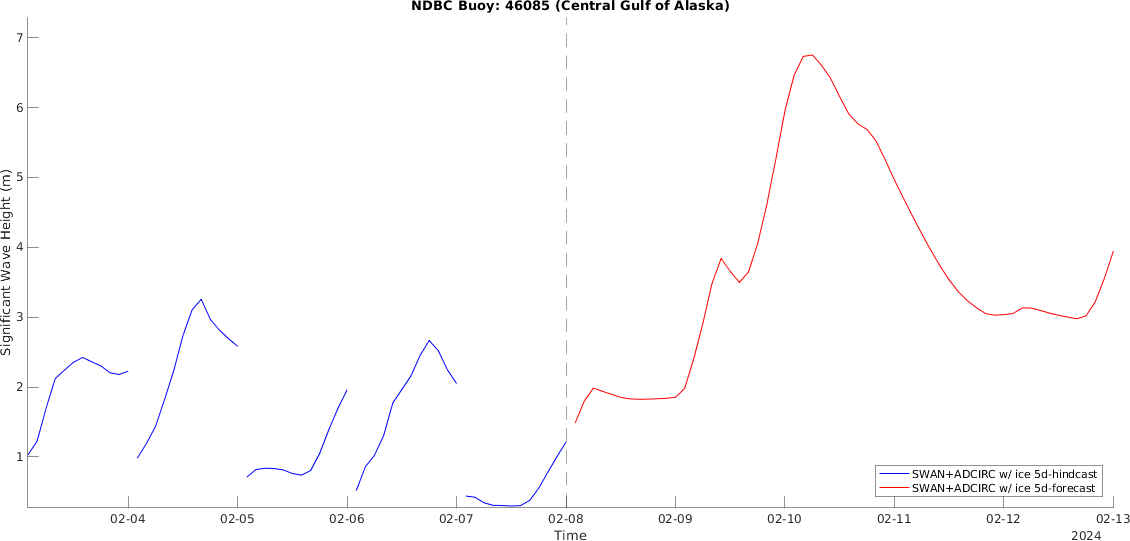 NDBC Buoy: 46085 (Central Gulf of Alaska)
Significant Wave Height (m)
7
6
5
4
3
2
1
SWAN+ADCIRC w/ ice 5d-hindcast
SWAN+ADCIRC w/ ice 5d-forecast
02-04 02-05 02-06 02-07 02-08 02-09 02-10 02-11 02-12 02-13
Time
2024